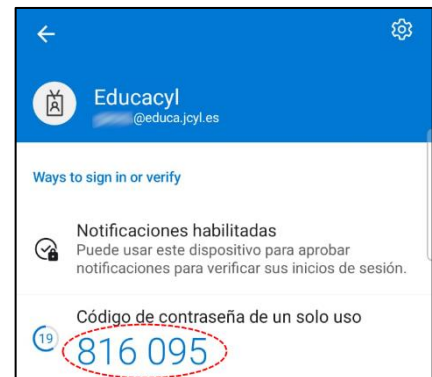 Educacyl
@educa.jcyl.es
Ways to sign in or verify
Notificaciones habilitadas
Puede usar este dispositivo para aprobar
notificaciones para verificar sus inicios de sesión.
Código de contraseña de un solo uso
19
816 095